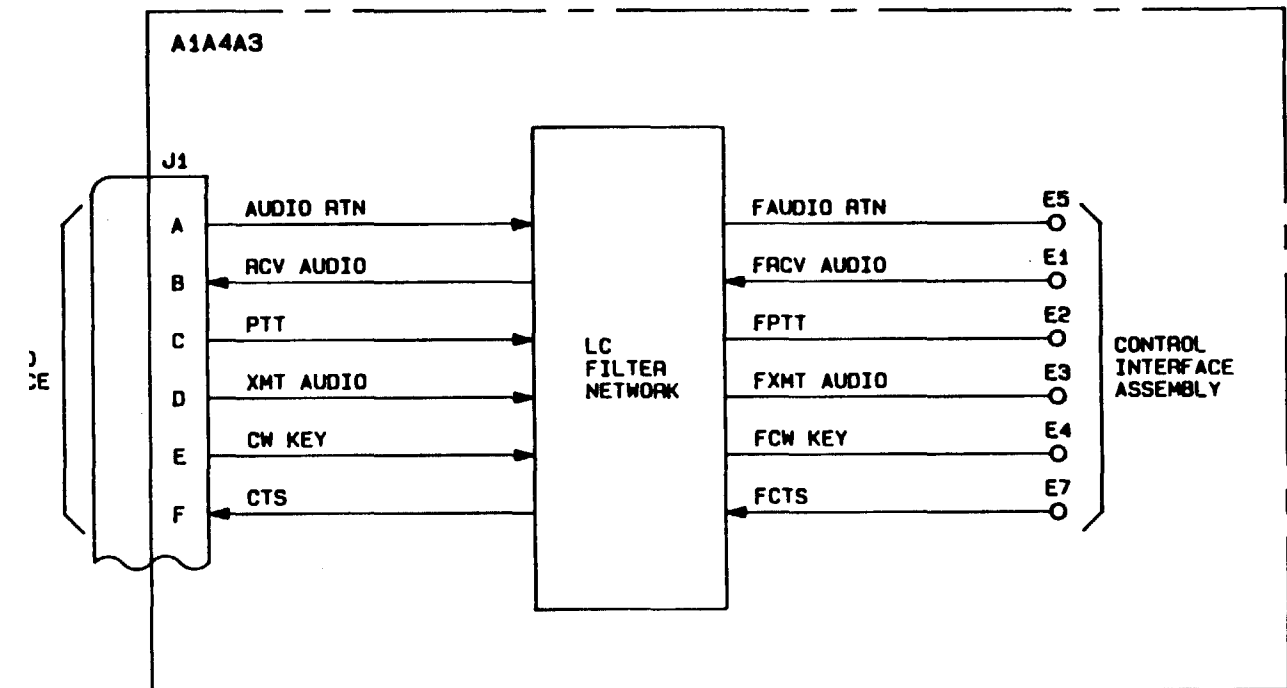 A1A4A3
J1
A AUDIO RTN FAUDIO RTN E5
B RCV AUDIO FRCV AUDIO E1
C PTT FPTT E2
D XMT AUDIO FXMT AUDIO E3
E CW KEY FCW KEY E4
F CTS FCTS E7
LC
FILTER
NETWORK
CONTROL
INTERFACE
ASSEMBLY